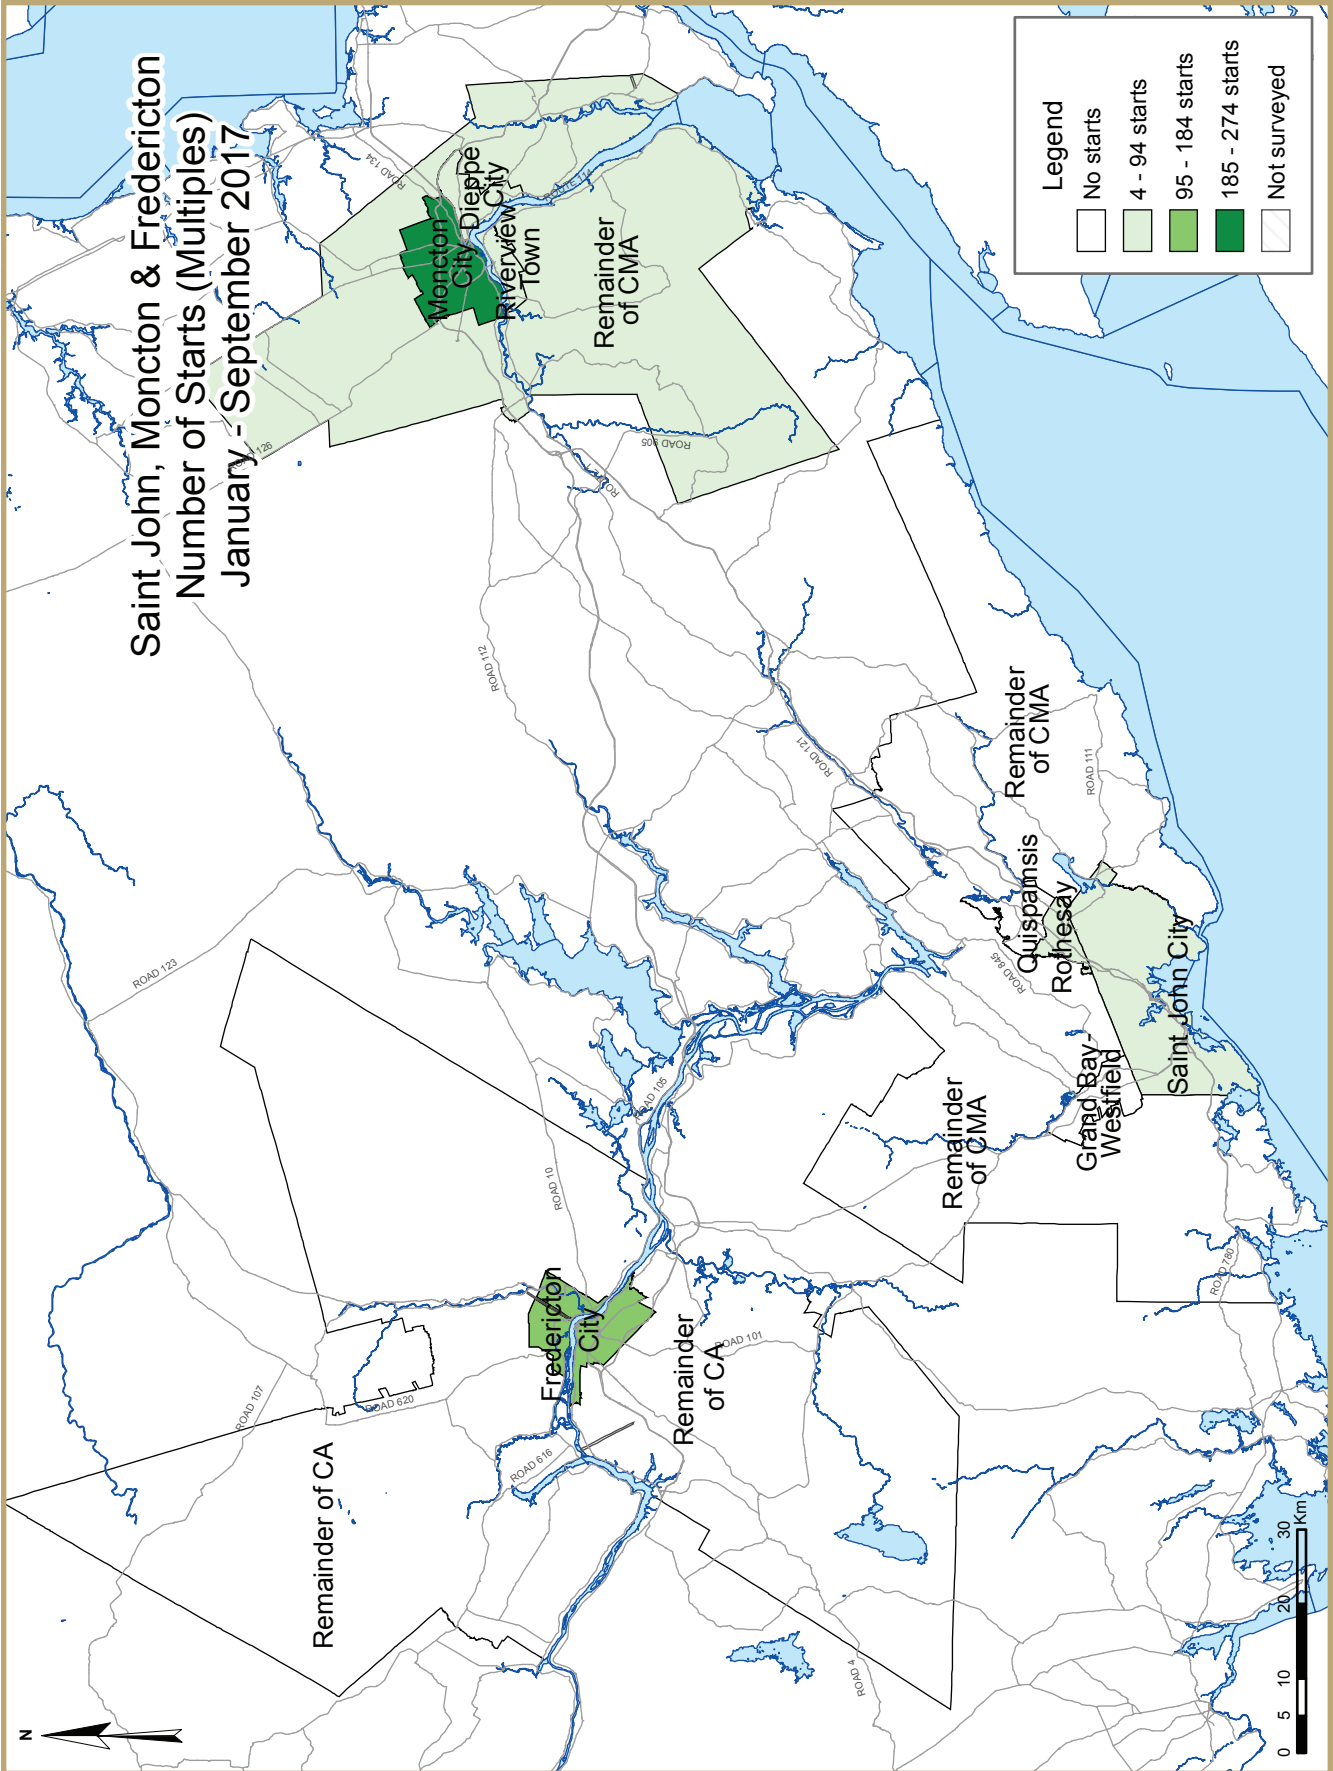 Saint John, Moncton & Fredericton
Number of Starts (Multiples)
January - September 2017
N
ROAD 126
ROAD 134
Moncton
City
Dieppe
City
Riverview
Town
ROUTE 114
Remainder
of CMA
ROAD 905
ROAD 112
ROAD 123
ROAD 121
ROAD 10
ROAD 105
ROAD 107
ROAD 620
Remainder of CA
Fredericton
City
ROAD 616
Remainder
of CA
ROAD 101
ROAD 4
Remainder
of CMA
ROAD 111
Quispamsis
Rothesay
ROAD 845
Saint John City
Grand Bay-
Westfield
Remainder
of CMA
ROAD 780
Legend
No starts
4 - 94 starts
95 - 184 starts
185 - 274 starts
Not surveyed
0 5 10 20 30
Km